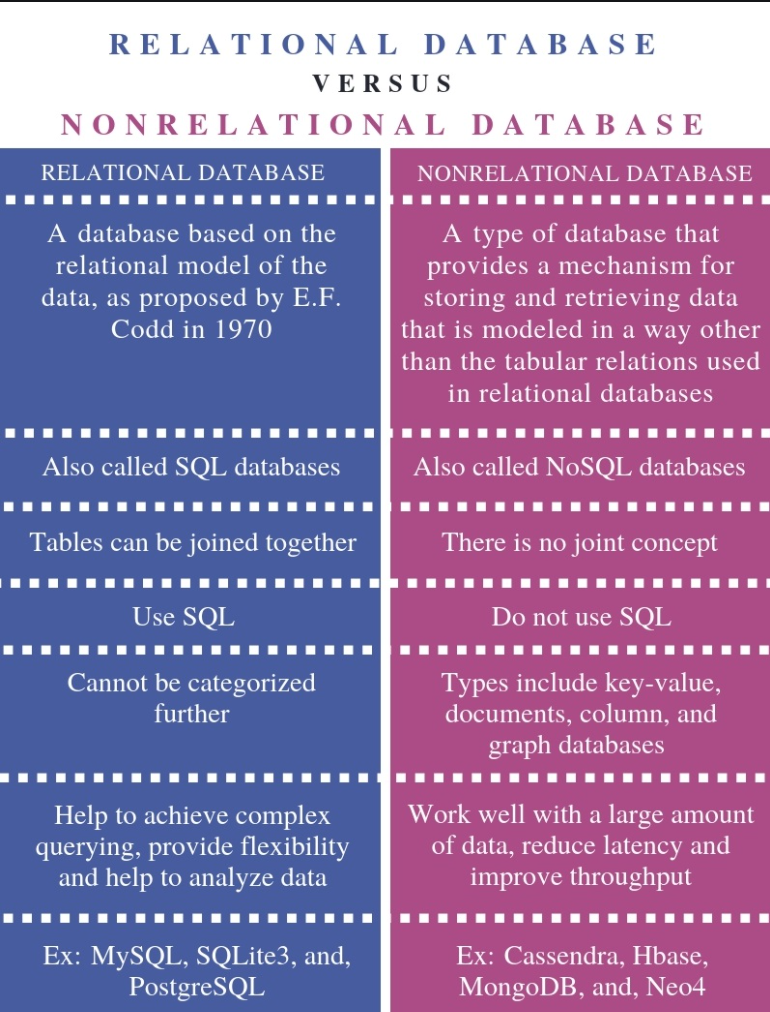 RELATIONAL DATABASE
VERSUS
NONRELATIONAL DATABASE
RELATIONAL DATABASE
A database based on the
relational model of the
data, as proposed by E.F.
Codd in 1970
Also called SQL databases
Tables can be joined together
Use SQL
Cannot be categorized
further
Help to achieve complex
querying, provide flexibility
and help to analyze data
Ex: MySQL, SQLite3, and,
PostgreSQL
NONRELATIONAL DATABASE
A type of database that
provides a mechanism for
storing and retrieving data
that is modeled in a way other
than the tabular relations used
in relational databases
Also called NoSQL databases
There is no joint concept
Do not use SQL
Types include key-value,
documents, column, and
graph databases
Work well with a large amount
of data, reduce latency and
improve throughput
Ex: Cassendra, Hbase,
MongoDB, and, Neo4